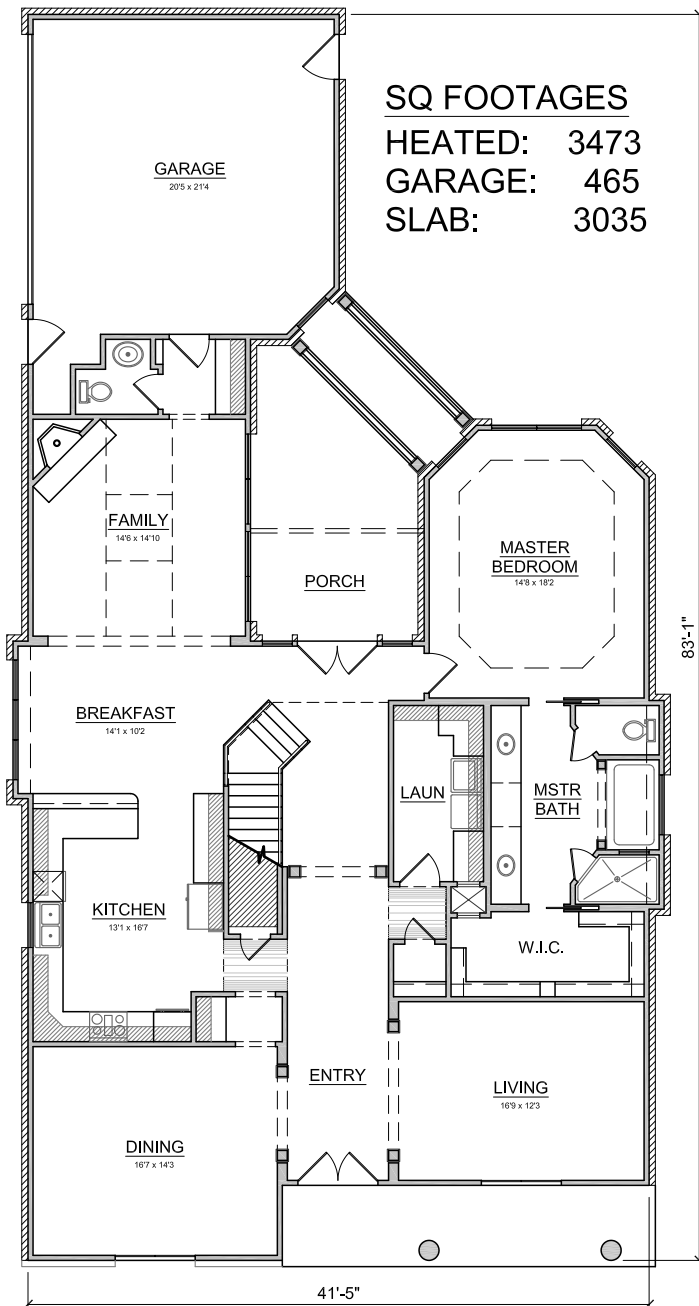 SQ FOOTAGES
HEATED: 3473
GARAGE: 465
SLAB: 3035
GARAGE
20'5 x 21'4
FAMILY
14'6 x 14'10
PORCH
MASTER
BEDROOM
14'8 x 18'2
83'-1"
BREAKFAST
14'1 x 10'2
LAUN
MSTR
BATH
KITCHEN
13'1 x 16'7
W.I.C.
ENTRY
LIVING
16'9 x 12'3
DINING
16'7 x 14'3
41'-5"